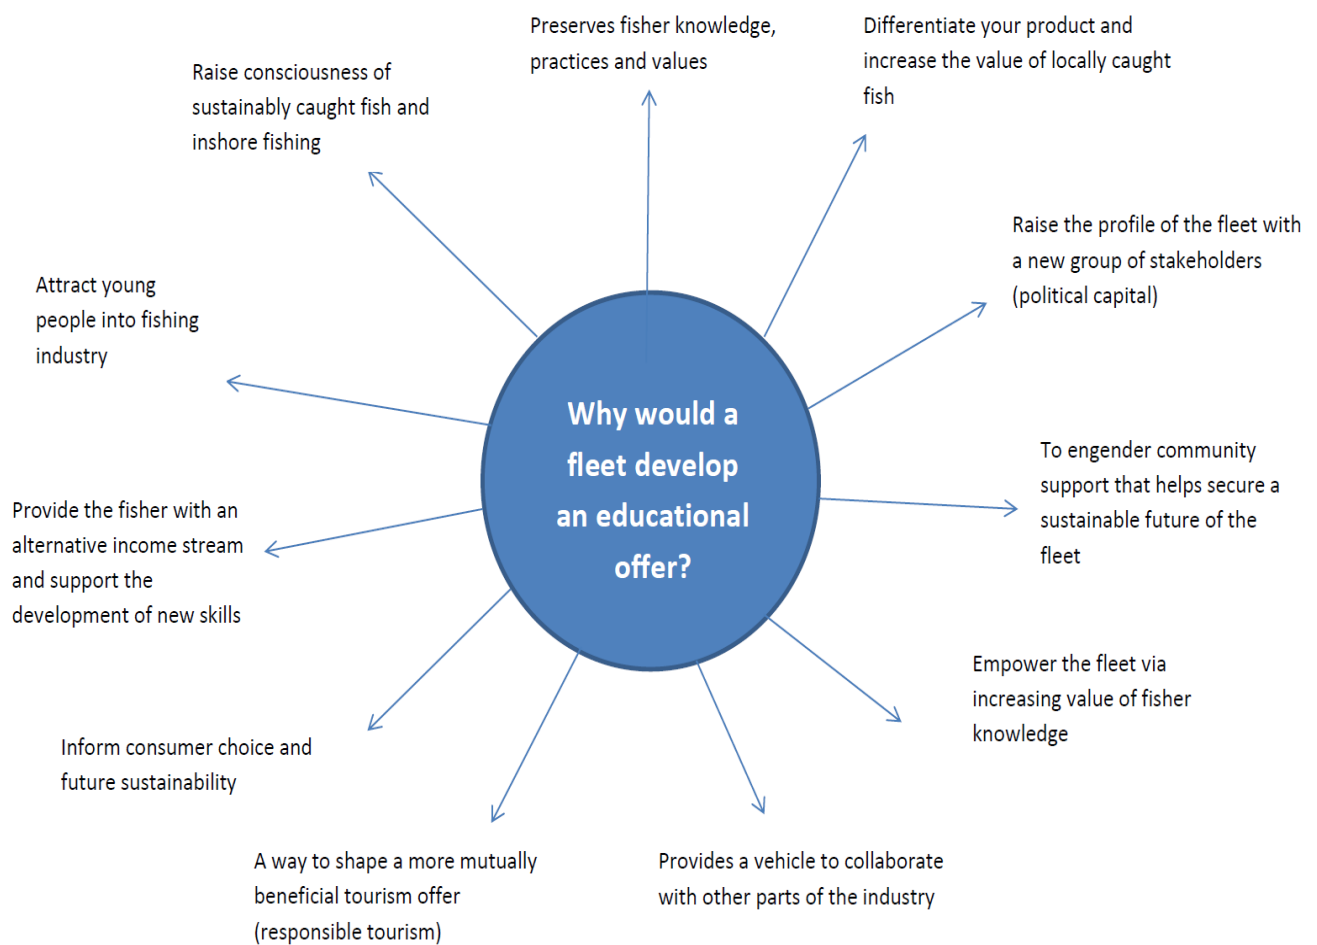 Preserves fisher knowledge,
practices and values
Differentiate your product and
increase the value of locally caught
fish
Raise consciousness of
sustainably caught fish and
inshore fishing
Raise the profile of the fleet with
a new group of stakeholders
(political capital)
Attract young
people into fishing
industry
Why would a
fleet develop
an educational
offer?
To engender community
support that helps secure a
sustainable future of the
fleet
Provide the fisher with an
alternative income stream
and support the
development of new skills
Empower the fleet via
increasing value of fisher
knowledge
Inform consumer choice and
future sustainability
A way to shape a more mutually
beneficial tourism offer
(responsible tourism)
Provides a vehicle to collaborate
with other parts of the industry